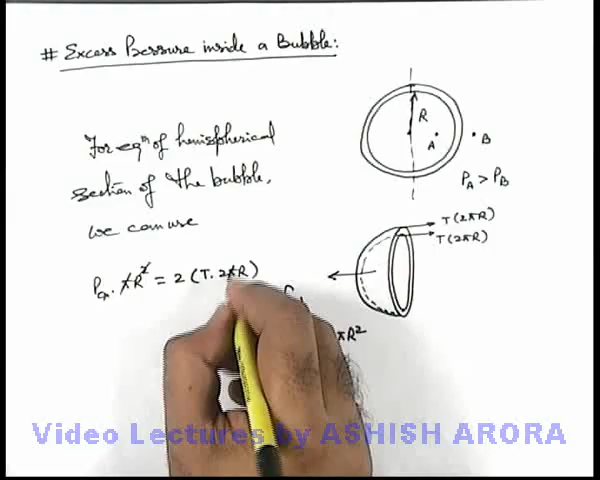 # Excess Pressure inside a Bubble:
For eqᵐ of hemispherical
section of the bubble,
we can use
Pₑₓ. πR² = 2 (T. 2πR)
R
A
B
P_A > P_B
T(2πR)
T(2πR)
πR²
Video Lectures by ASHISH ARORA